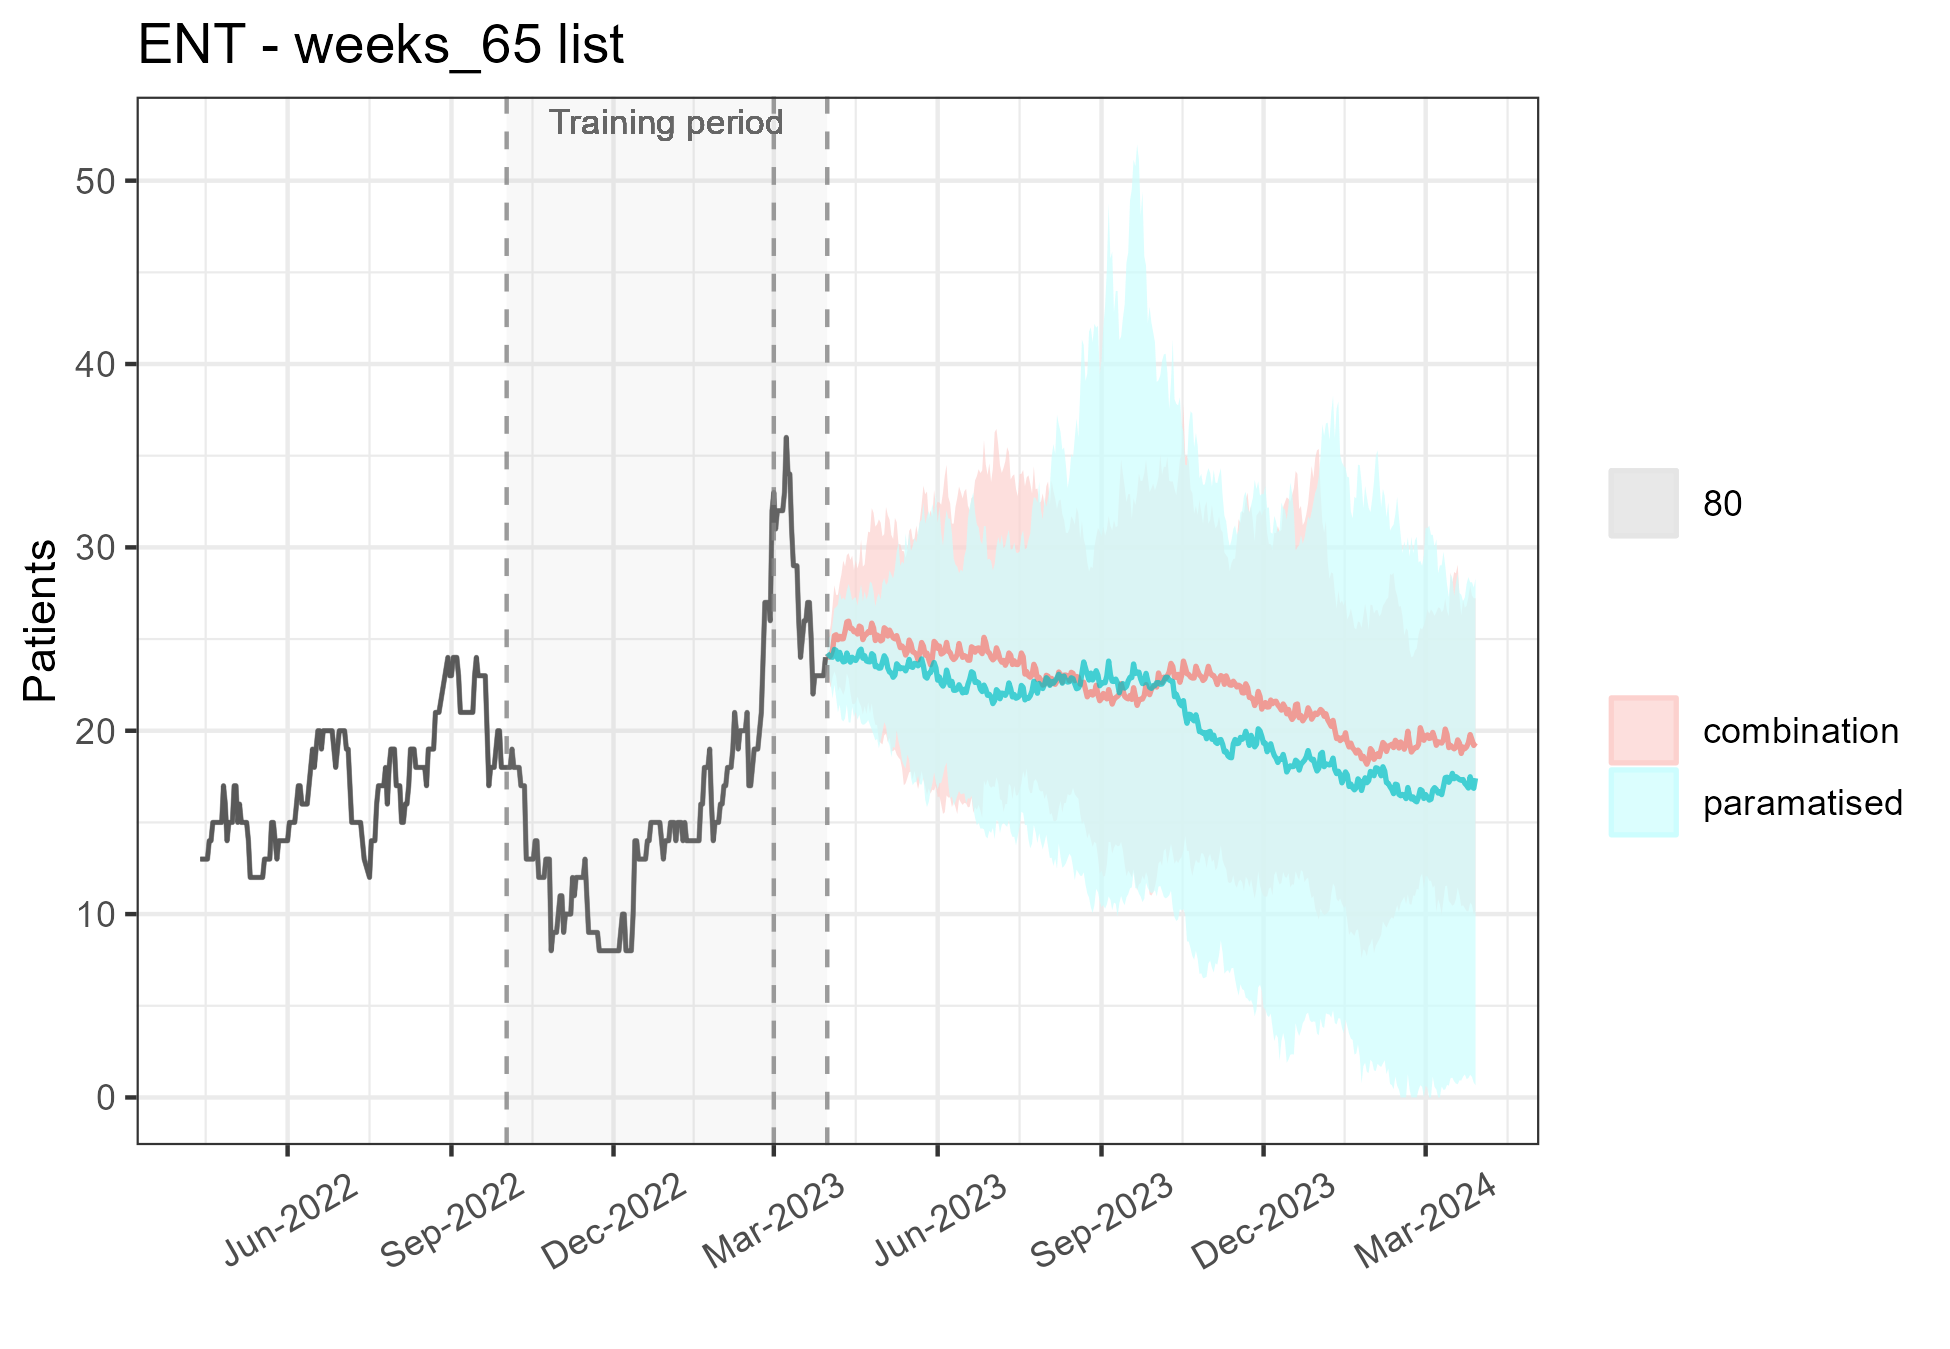 ENT - weeks_65 list
Training period
Patients
50
40
30
20
10
0
Jun-2022
Sep-2022
Dec-2022
Mar-2023
Jun-2023
Sep-2023
Dec-2023
Mar-2024
80
combination
paramatised